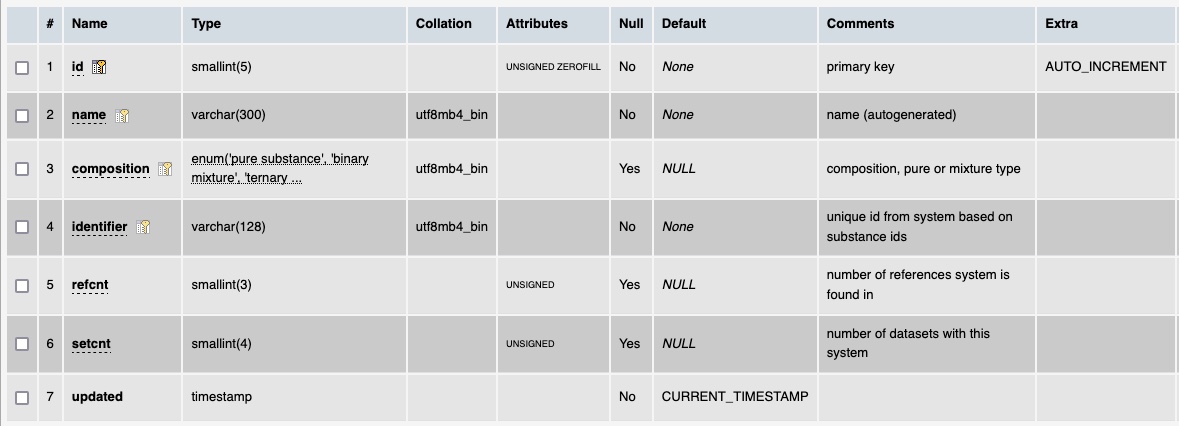 # Name Type Collation Attributes Null Default Comments Extra
1 id smallint(5) UNSIGNED ZEROFILL No None primary key AUTO_INCREMENT
2 name varchar(300) utf8mb4_bin No None name (autogenerated)
3 composition enum('pure substance', 'binary
mixture', 'ternary ... utf8mb4_bin Yes NULL composition, pure or mixture type
4 identifier varchar(128) utf8mb4_bin No None unique id from system based on
substance ids
5 refcnt smallint(3) UNSIGNED Yes NULL number of references system is
found in
6 setcnt smallint(4) UNSIGNED Yes NULL number of datasets with this
system
7 updated timestamp No CURRENT_TIMESTAMP